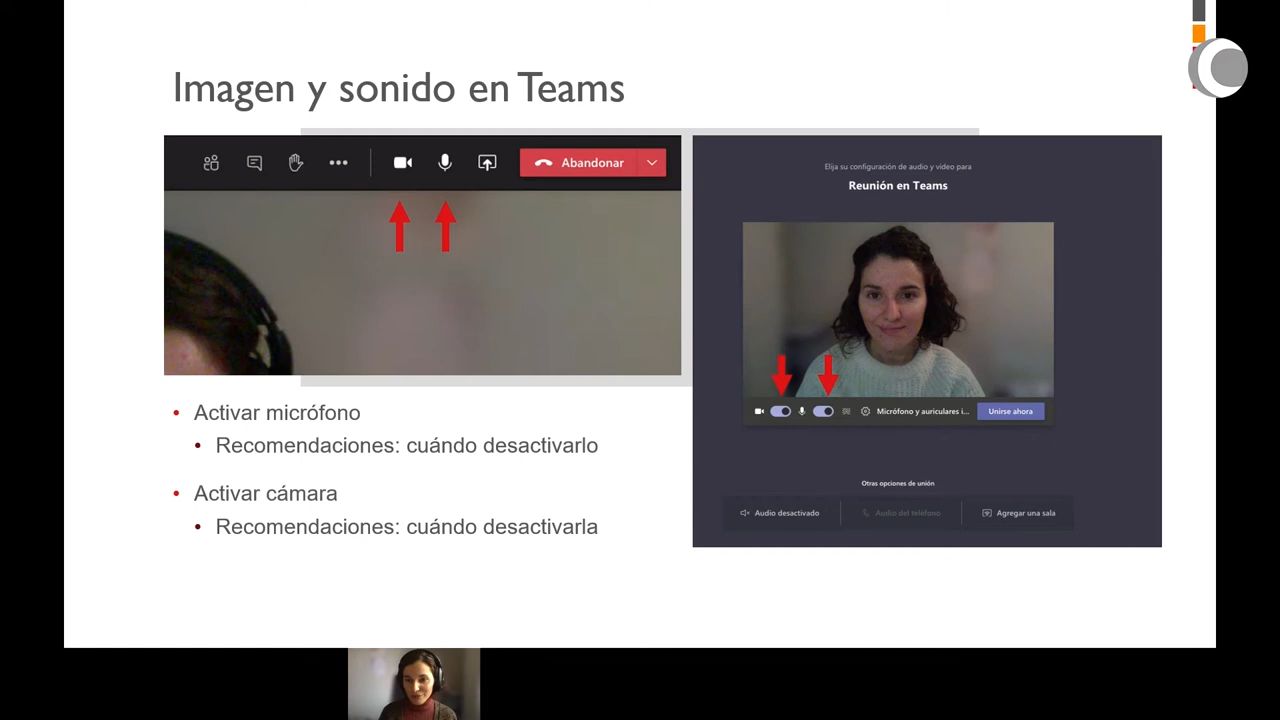 Imagen y sonido en Teams
Abandonar
Elija su configuración de audio y vídeo para
Reunión en Teams
Micrófono y auriculares i...
Unirse ahora
Otras opciones de unión
Audio desactivado
Audio del teléfono
Agregar una sala
Activar micrófono
Recomendaciones: cuándo desactivarlo
Activar cámara
Recomendaciones: cuándo desactivarla